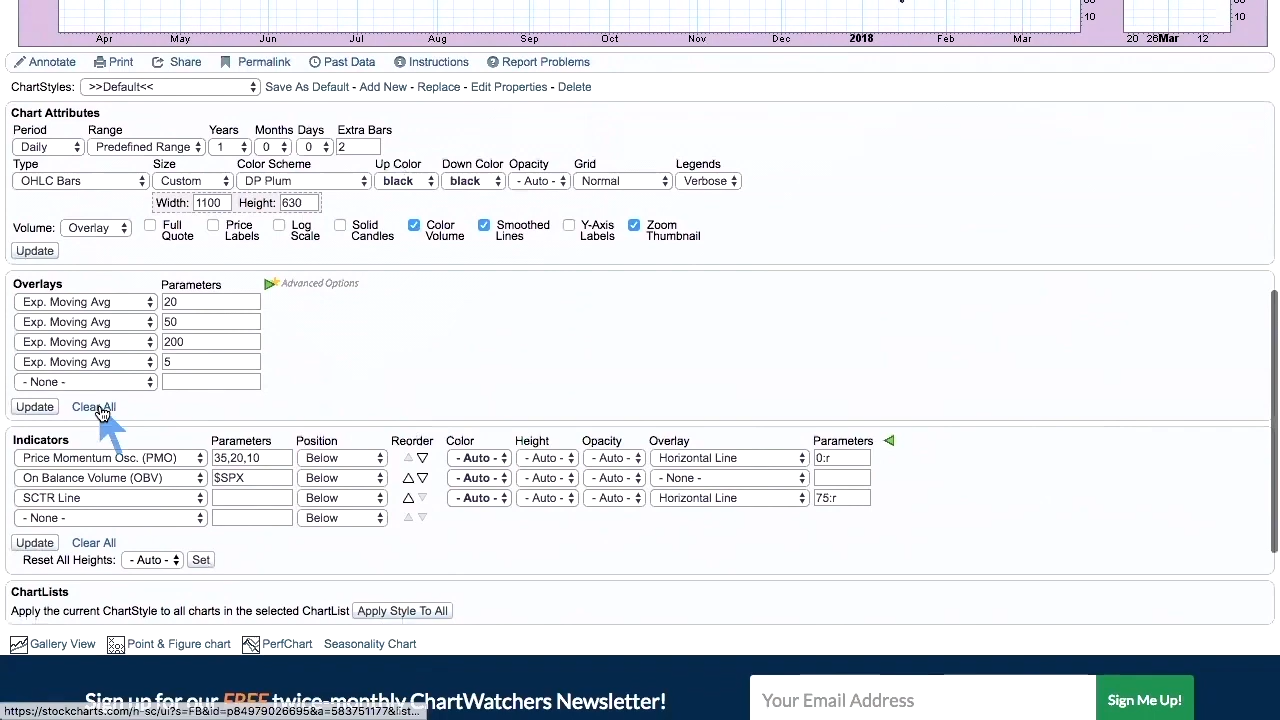 10
10
Apr May Jun Jul Aug Sep Oct Nov Dec 2018 Feb Mar 20 26Mar 12
Annotate Print Share Permalink Past Data Instructions Report Problems
ChartStyles: >>Default<< Save As Default - Add New - Replace - Edit Properties - Delete
Chart Attributes
Period Range Years Months Days Extra Bars
Daily Predefined Range 1 0 0 2
Type Size Color Scheme Up Color Down Color Opacity Grid Legends
OHLC Bars Custom DP Plum black black - Auto - Normal Verbose
Width: 1100 Height: 630
Volume: Overlay Full Quote Price Labels Log Scale Solid Candles Color Volume Smoothed Lines Y-Axis Labels Zoom Thumbnail
Update
Overlays Parameters Advanced Options
Exp. Moving Avg 20
Exp. Moving Avg 50
Exp. Moving Avg 200
Exp. Moving Avg 5
- None -
Update Clear All
Indicators Parameters Position Reorder Color Height Opacity Overlay Parameters
Price Momentum Osc. (PMO) 35,20,10 Below - Auto - - Auto - - Auto - Horizontal Line 0:r
On Balance Volume (OBV) $SPX Below - Auto - - Auto - - Auto - - None -
SCTR Line Below - Auto - - Auto - - Auto - Horizontal Line 75:r
- None - Below
Update Clear All
Reset All Heights: - Auto - Set
ChartLists
Apply the current ChartStyle to all charts in the selected ChartList Apply Style To All
Gallery View Point & Figure chart PerfChart Seasonality Chart
Sign up for our FREE twice-monthly ChartWatchers Newsletter! Your Email Address Sign Me Up!
https://stockcharts.com/h-sc/ui?s=FB&id=p84979026695&a=583751177&list...